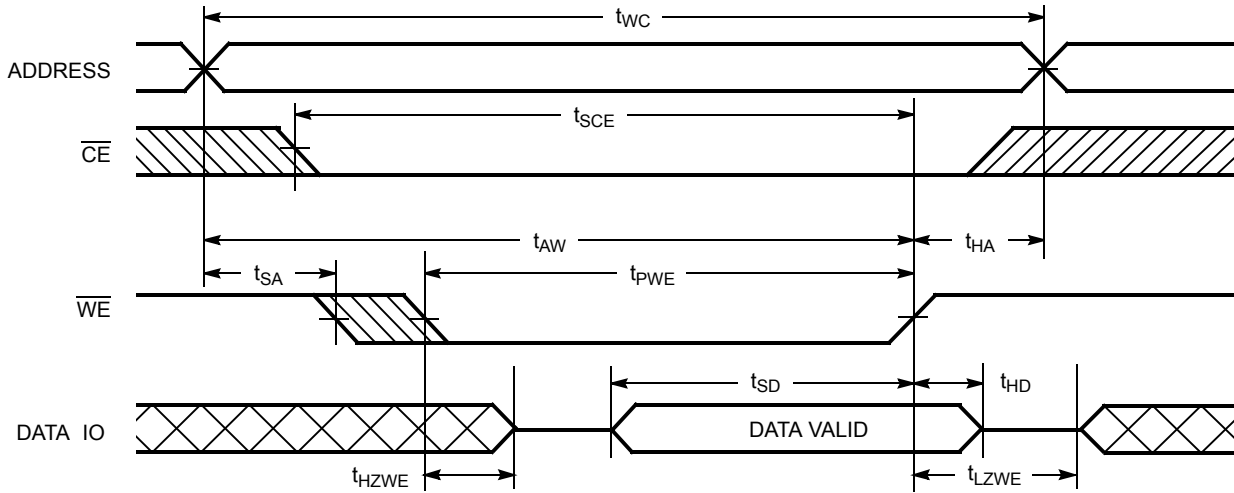 tWC
ADDRESS
tSCE
CE
tAW
tHA
tSA
tPWE
WE
tSD
tHD
DATA IO
DATA VALID
tHZWE
tLZWE